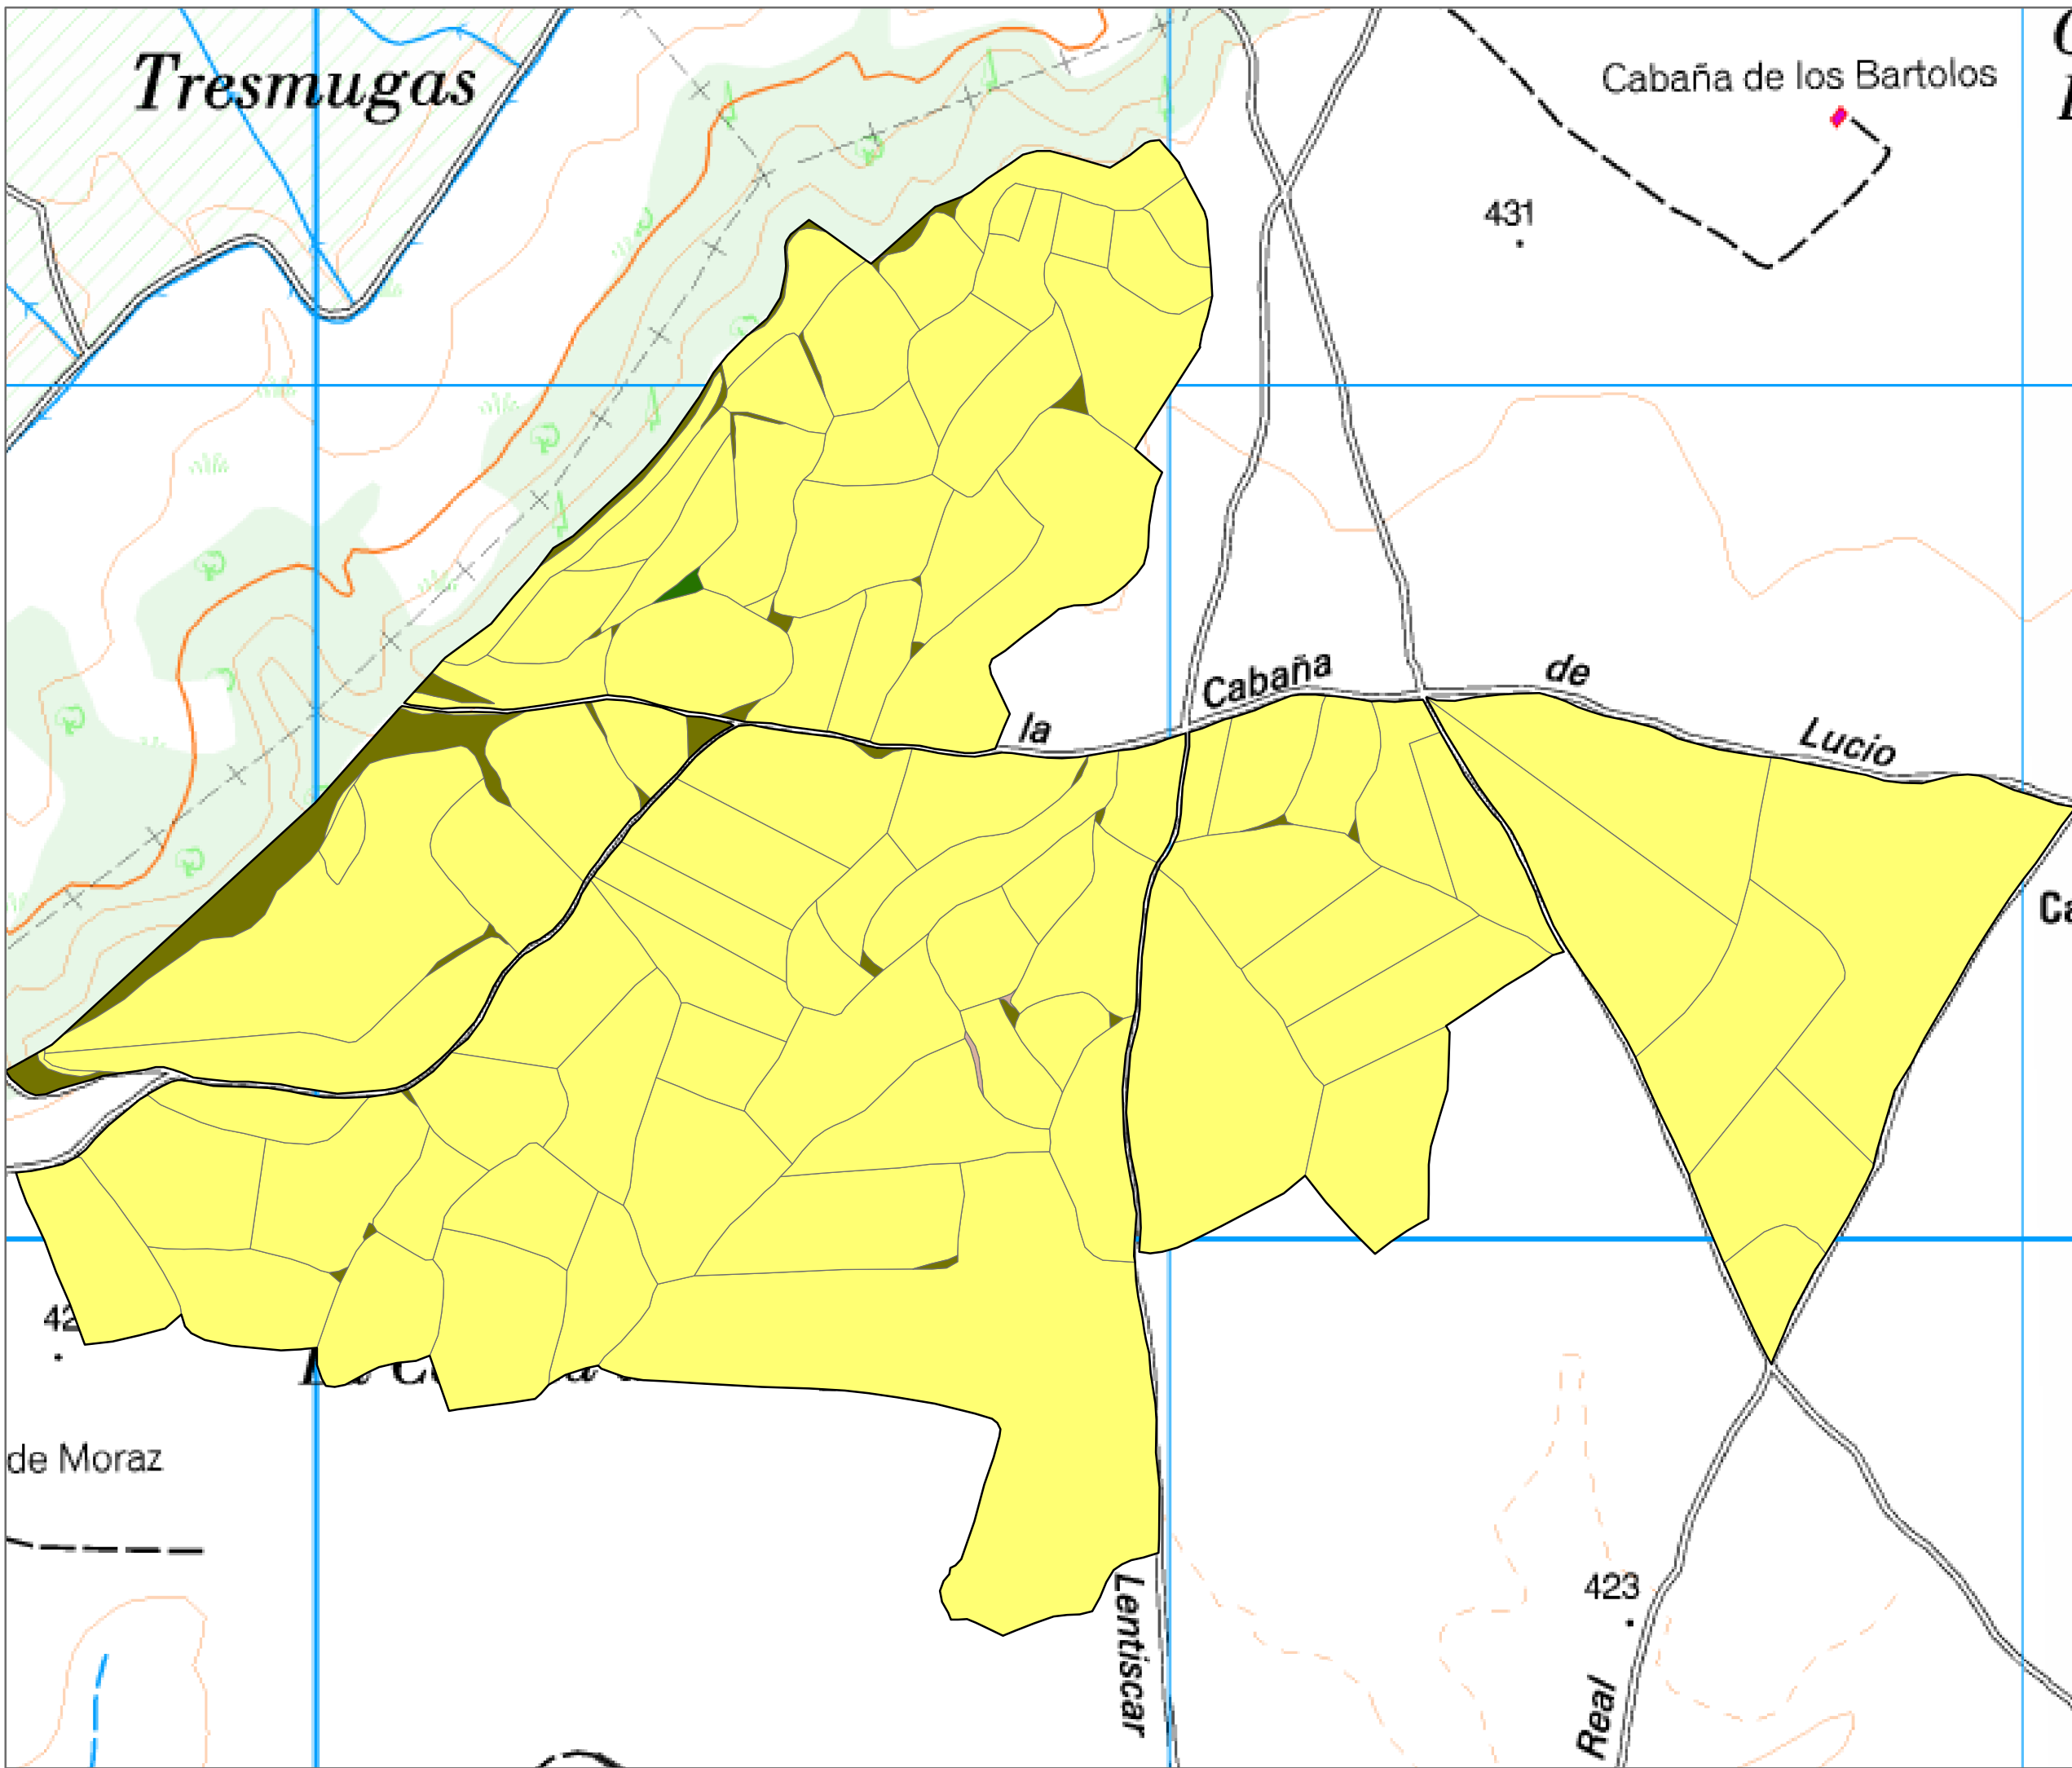 Tresmugas
Cabaña de los Bartolos
431
Cabaña de
la Lucio
de Moraz
Lentiscar
423
Real